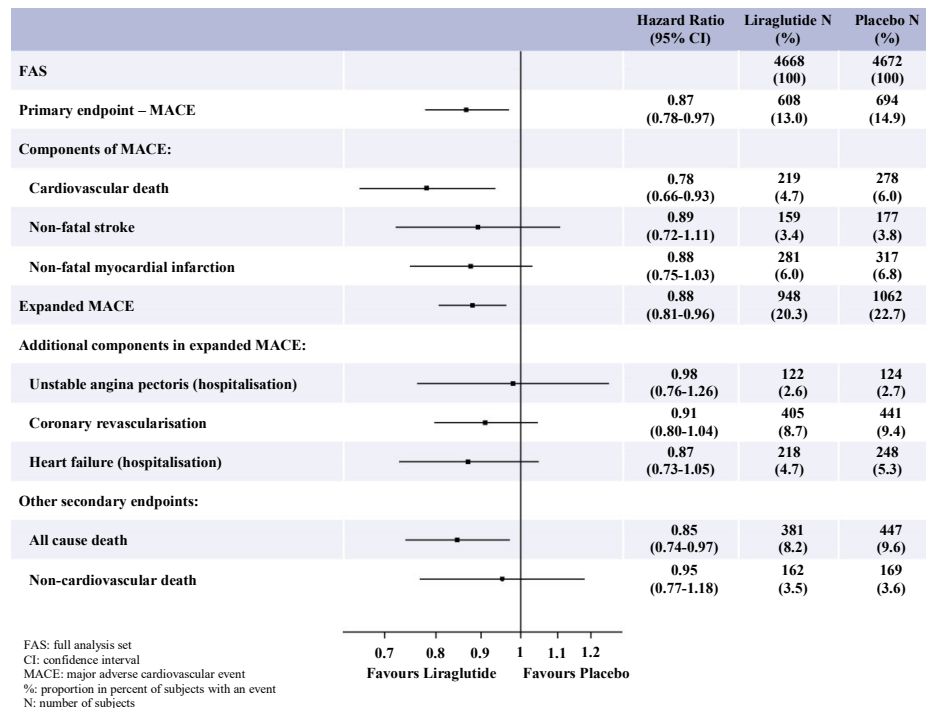 Hazard Ratio Liraglutide N Placebo N
(95% CI) (%) (%)
FAS 4668 4672
(100) (100)
Primary endpoint – MACE 0.87 608 694
(0.78-0.97) (13.0) (14.9)
Components of MACE:
Cardiovascular death 0.78 219 278
(0.66-0.93) (4.7) (6.0)
Non-fatal stroke 0.89 159 177
(0.72-1.11) (3.4) (3.8)
Non-fatal myocardial infarction 0.88 281 317
(0.75-1.03) (6.0) (6.8)
Expanded MACE 0.88 948 1062
(0.81-0.96) (20.3) (22.7)
Additional components in expanded MACE:
Unstable angina pectoris (hospitalisation) 0.98 122 124
(0.76-1.26) (2.6) (2.7)
Coronary revascularisation 0.91 405 441
(0.80-1.04) (8.7) (9.4)
Heart failure (hospitalisation) 0.87 218 248
(0.73-1.05) (4.7) (5.3)
Other secondary endpoints:
All cause death 0.85 381 447
(0.74-0.97) (8.2) (9.6)
Non-cardiovascular death 0.95 162 169
(0.77-1.18) (3.5) (3.6)
0.7 0.8 0.9 1 1.1 1.2
Favours Liraglutide Favours Placebo
FAS: full analysis set
CI: confidence interval
MACE: major adverse cardiovascular event
%: proportion in percent of subjects with an event
N: number of subjects